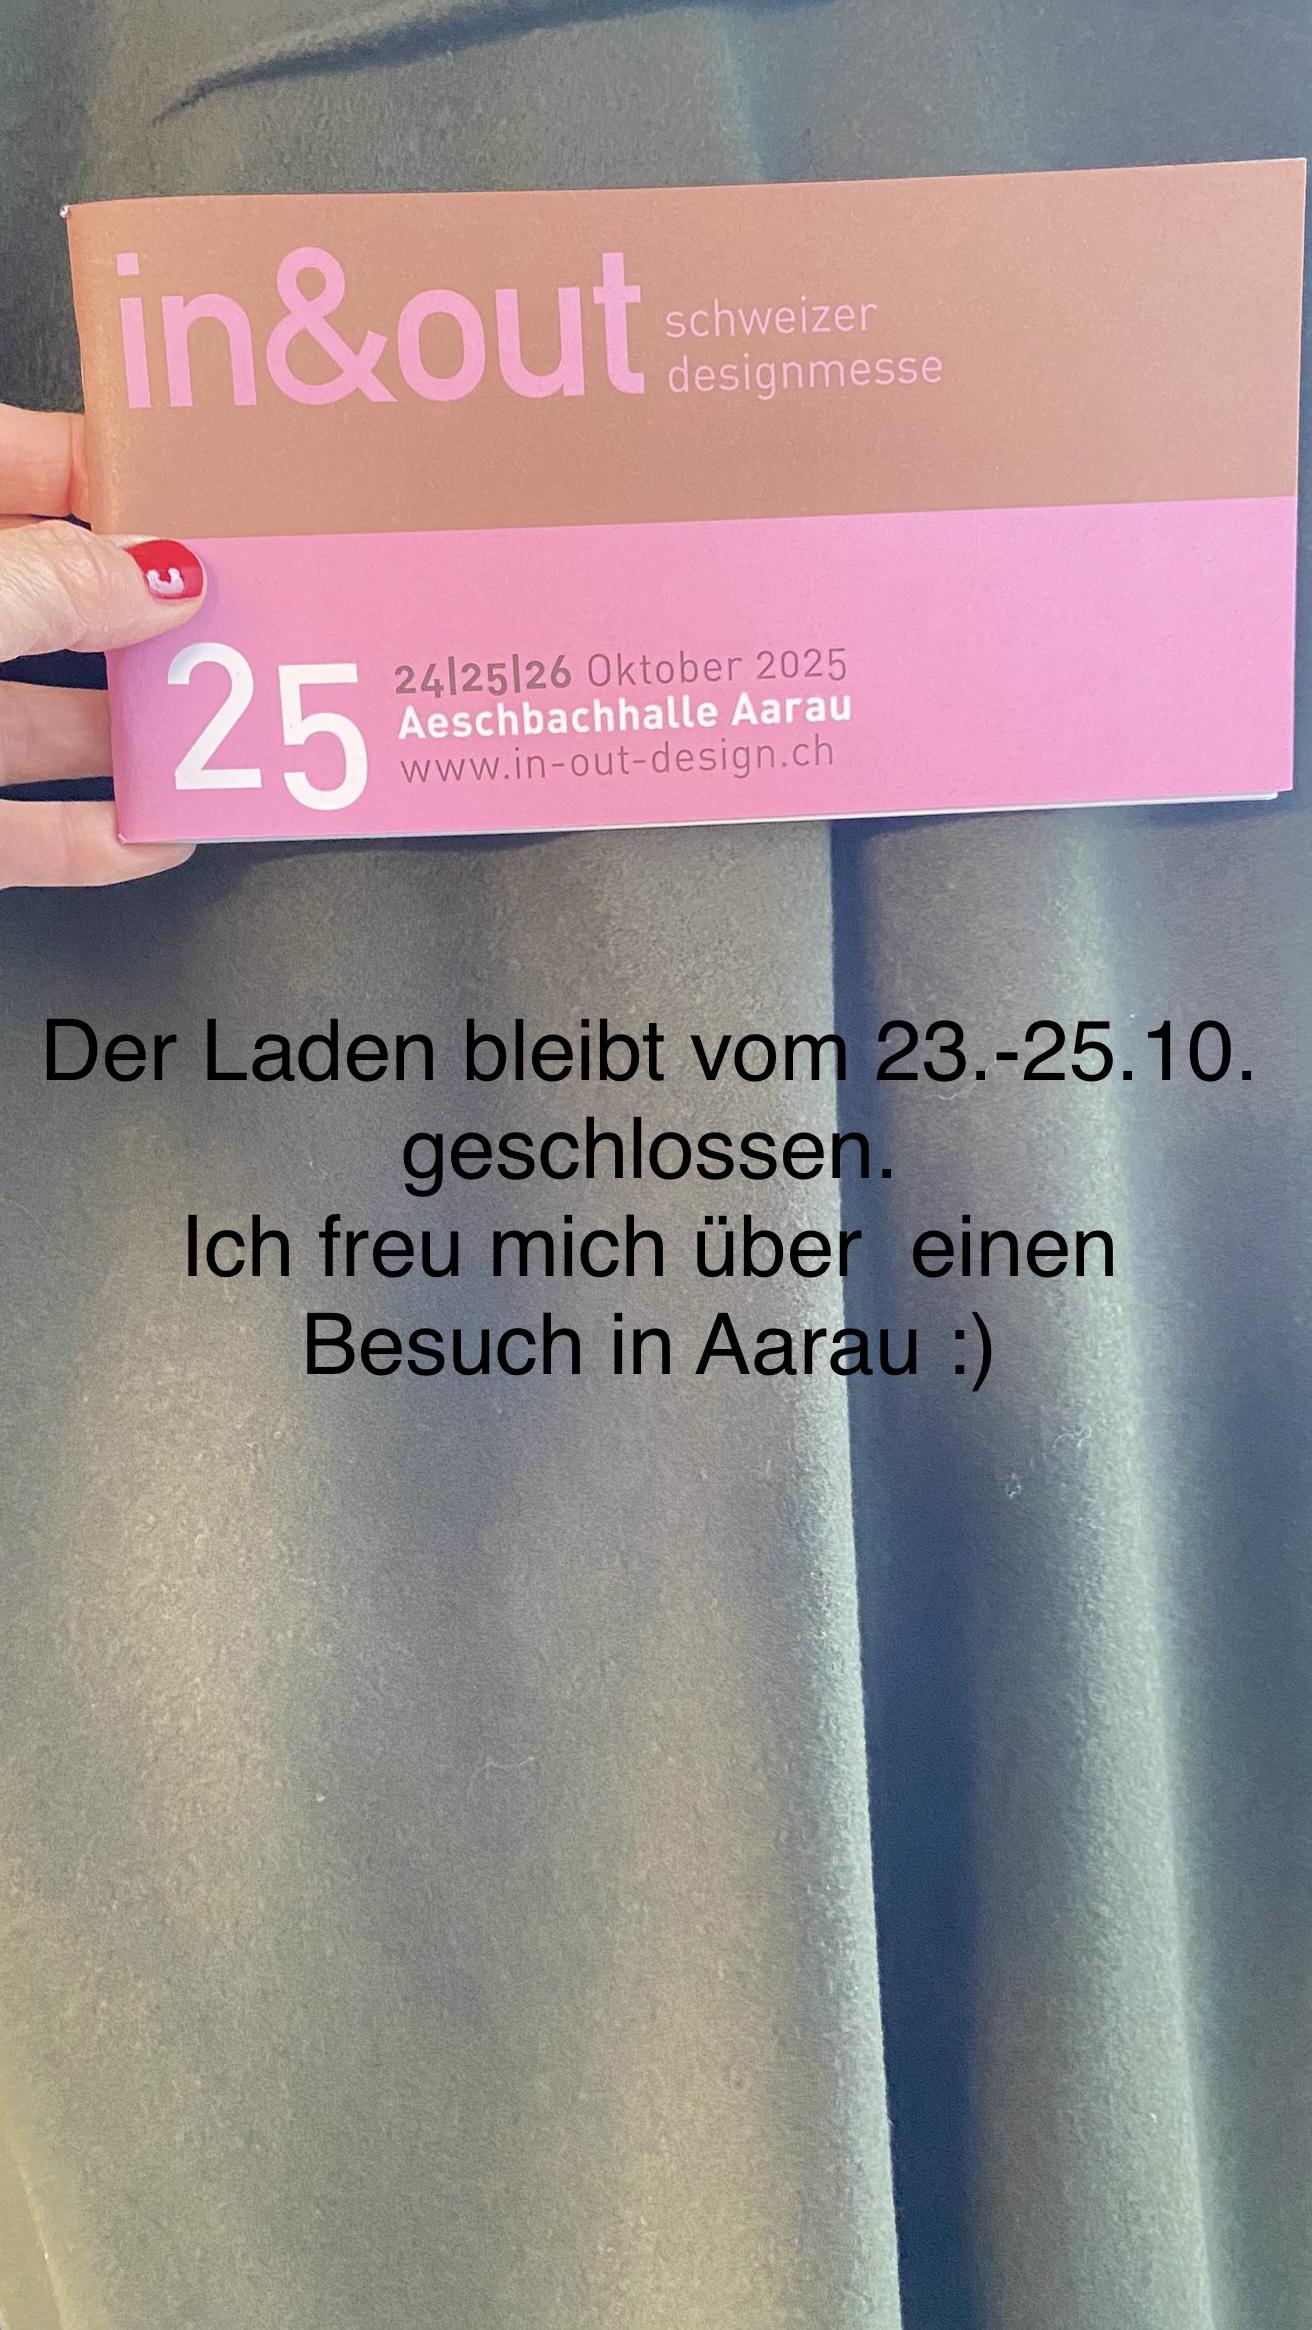 in&out schweizer
designmesse
25
24|25|26 Oktober 2025
Aeschbachhalle Aarau
www.in-out-design.ch
Der Laden bleibt vom 23.-25.10.
geschlossen.
Ich freu mich über  einen
Besuch in Aarau :)